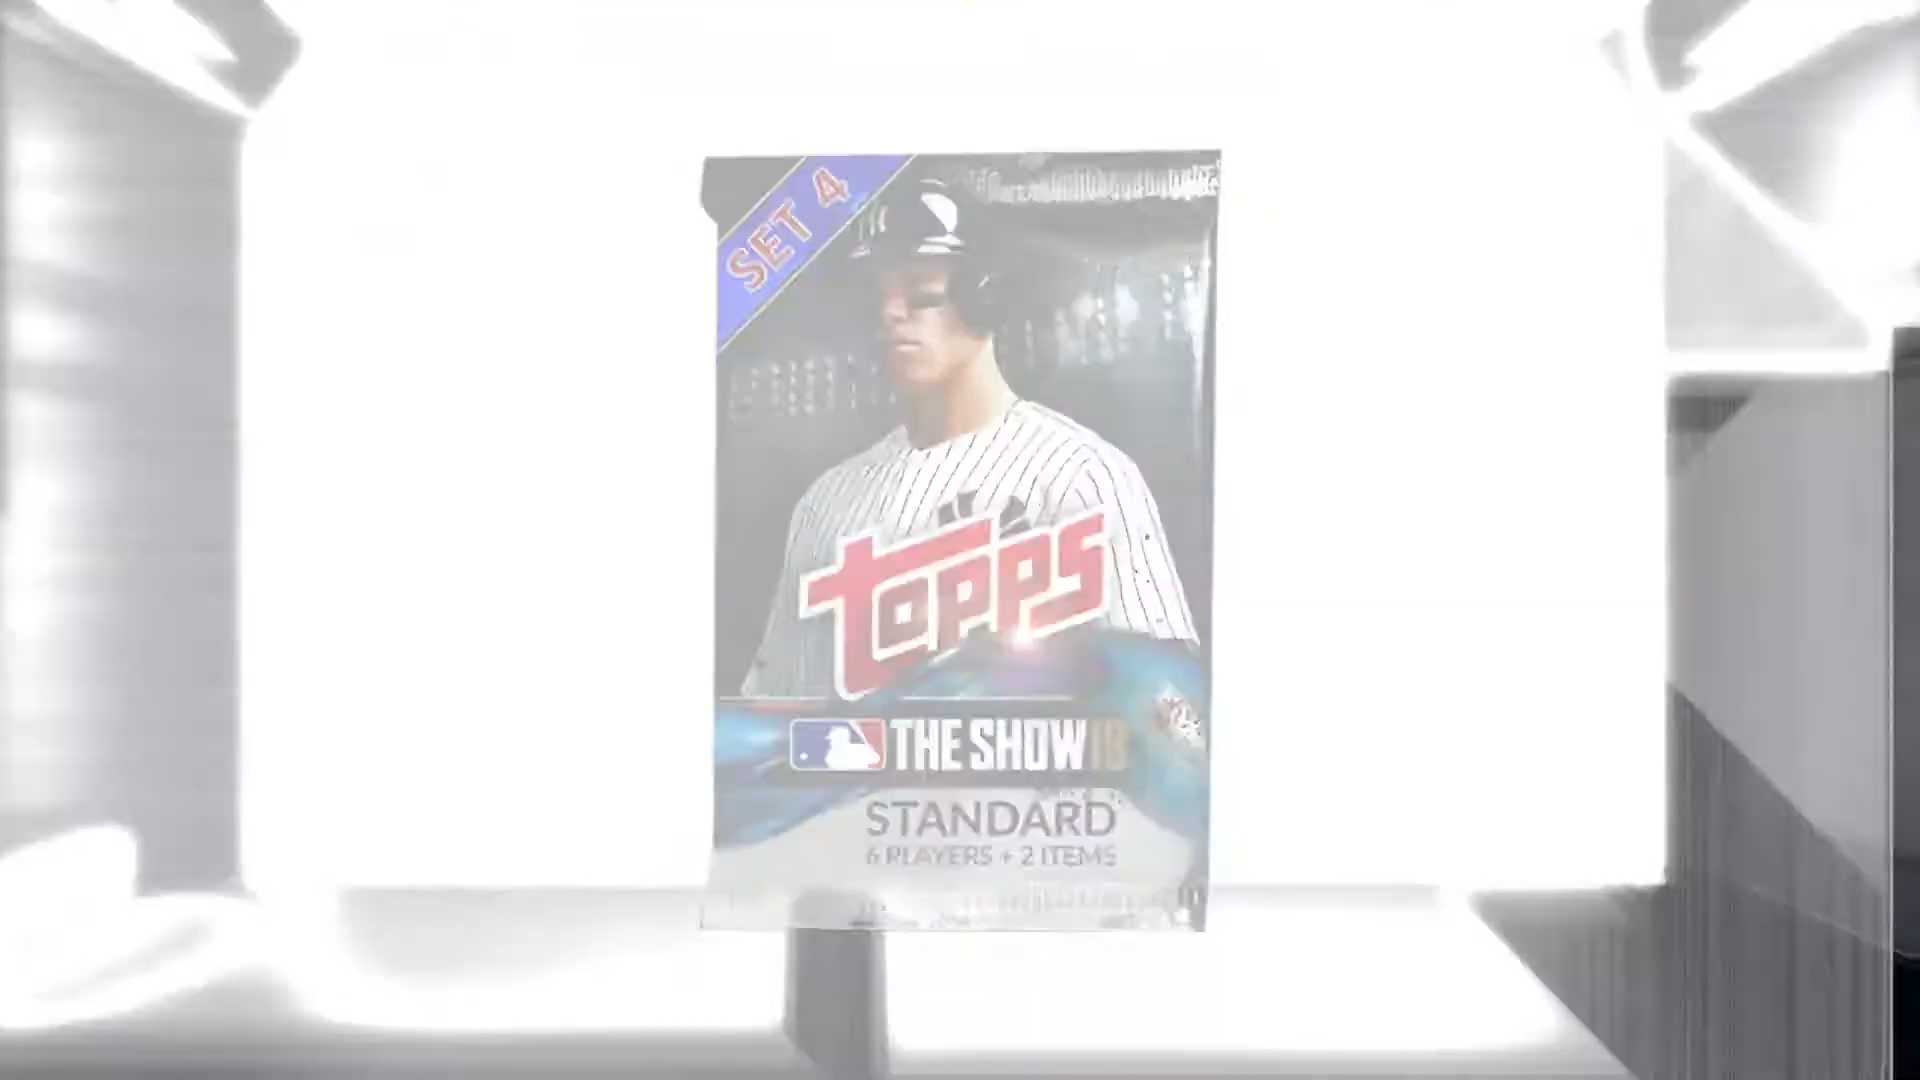 SET 4
TOPPS
THE SHOW 18
STANDARD
6 PLAYERS + 2 ITEMS